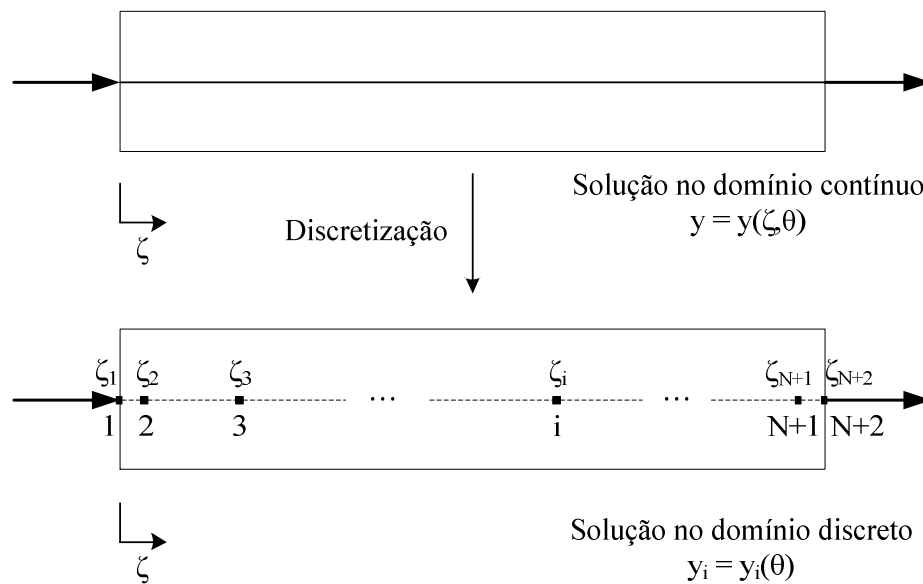 Solução no domínio contínuo
y = y(ζ,θ)
ζ
Discretização
ζ₁ ζ₂ ζ₃ ζᵢ ζN+1 ζN+2
... ...
1 2 3 i N+1 N+2
Solução no domínio discreto
yᵢ = yᵢ(θ)
ζ